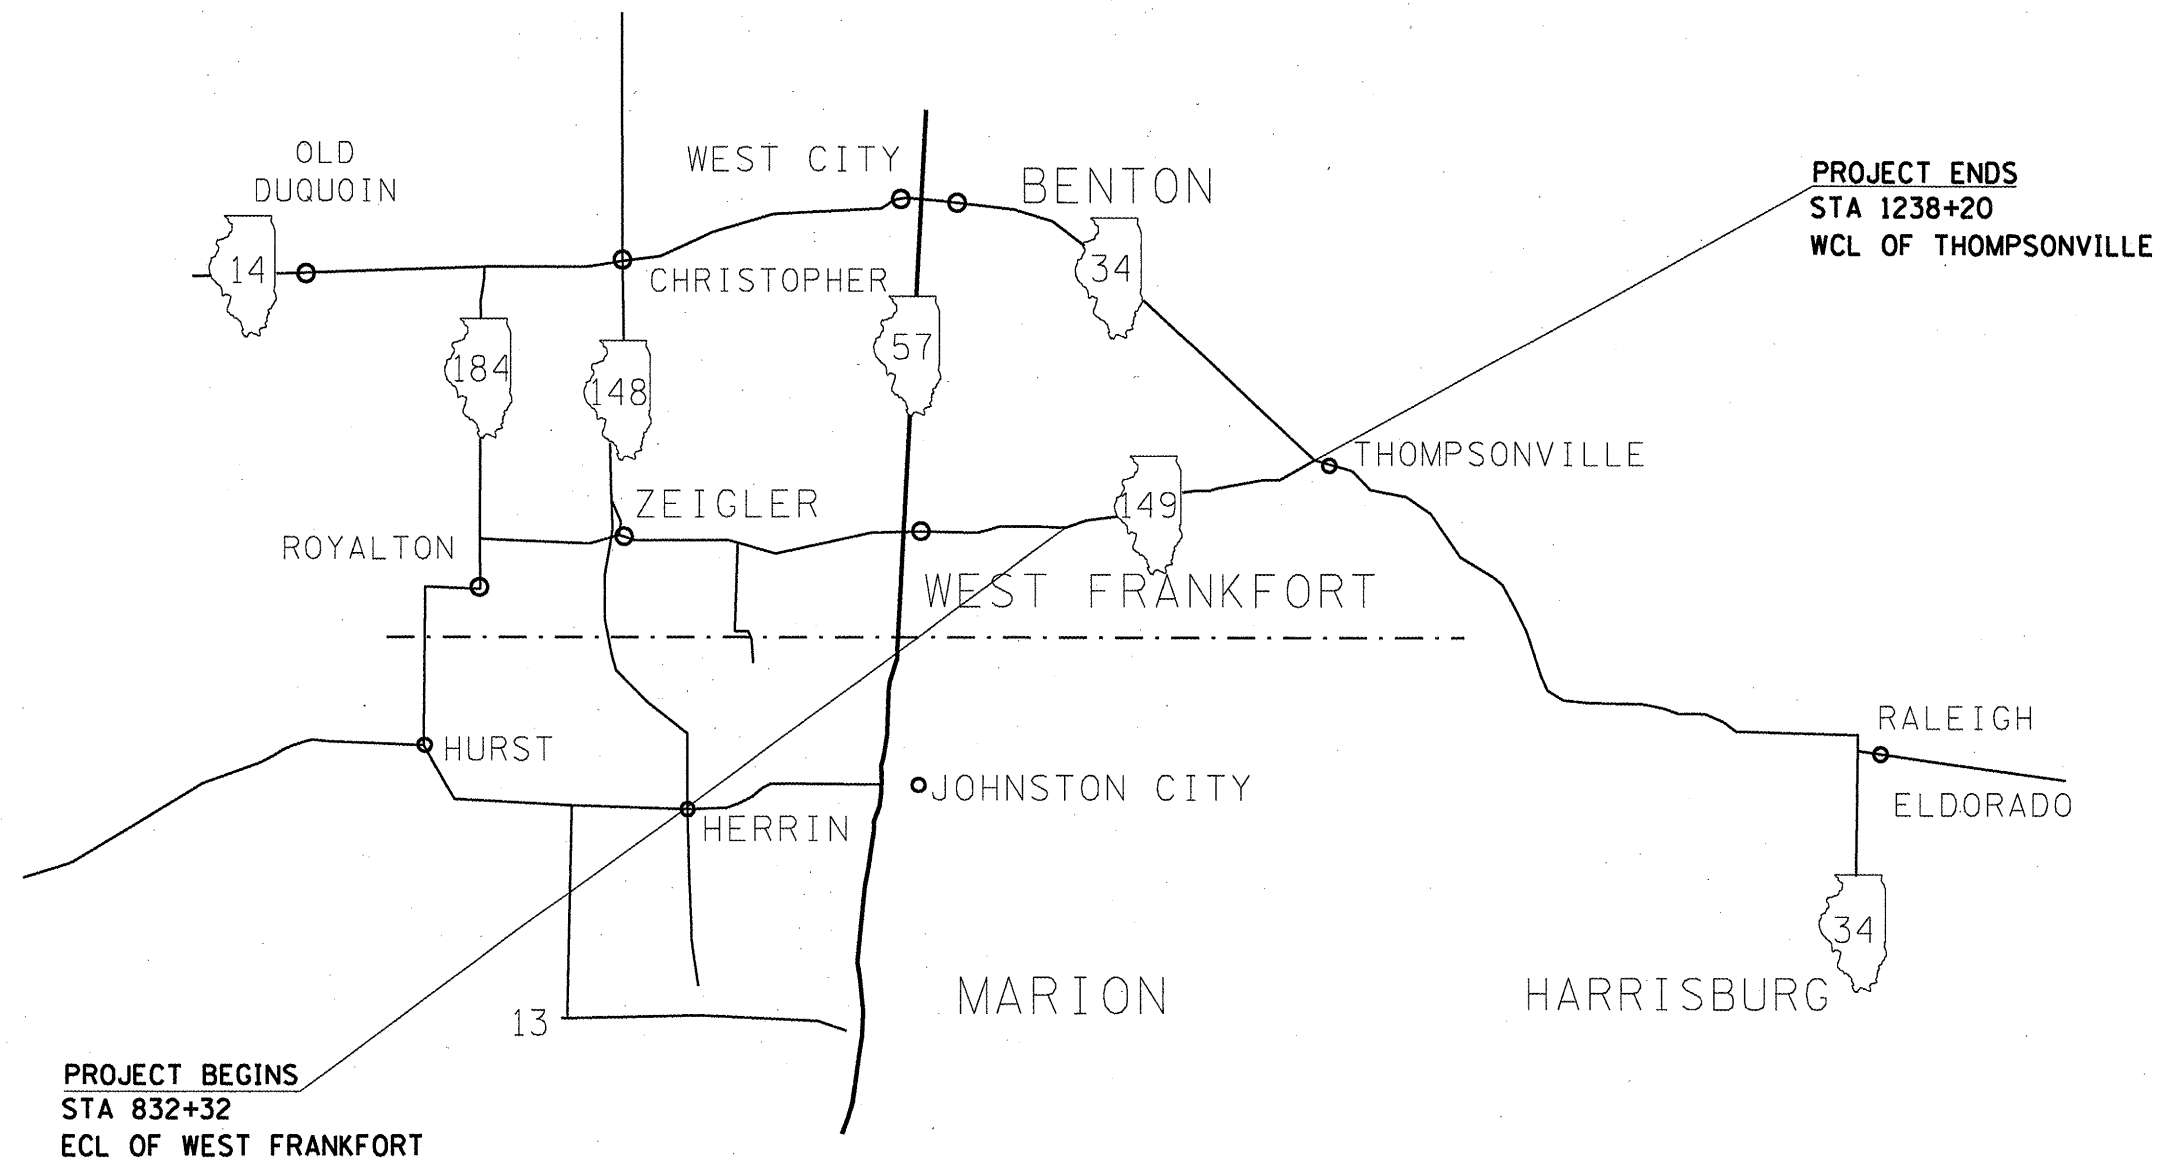 OLD
DUQUOIN
WEST CITY
BENTON
PROJECT ENDS
STA 1238+20
WCL OF THOMPSONVILLE
14
CHRISTOPHER
34
184
148
57
THOMPSONVILLE
ZEIGLER
149
ROYALTON
WEST FRANKFORT
HURST
JOHNSTON CITY
HERRIN
RALEIGH
ELDORADO
34
MARION
HARRISBURG
13
PROJECT BEGINS
STA 832+32
ECL OF WEST FRANKFORT